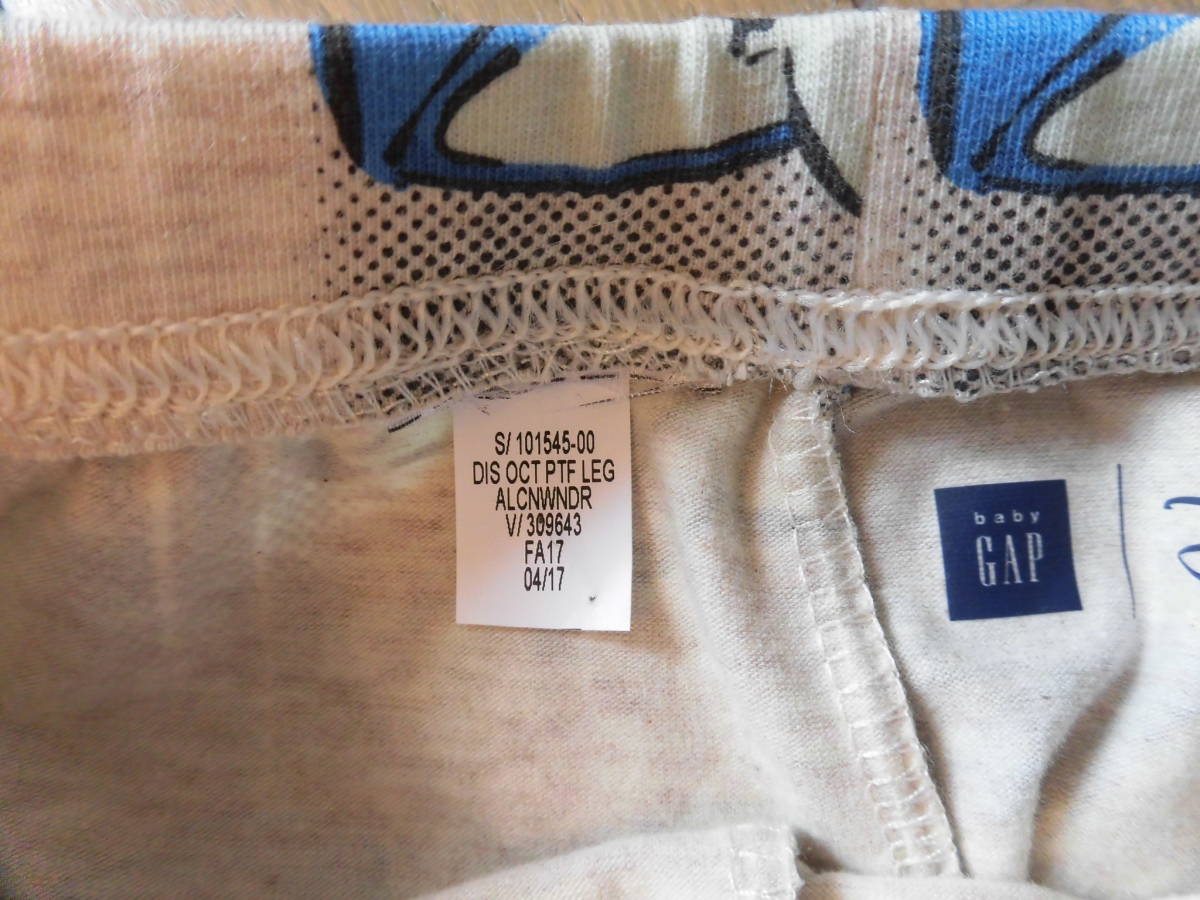 S/ 101545-00
DIS OCT PTF LEG
ALCNWNDR
V/ 309643
FA17
04/17
baby
GAP